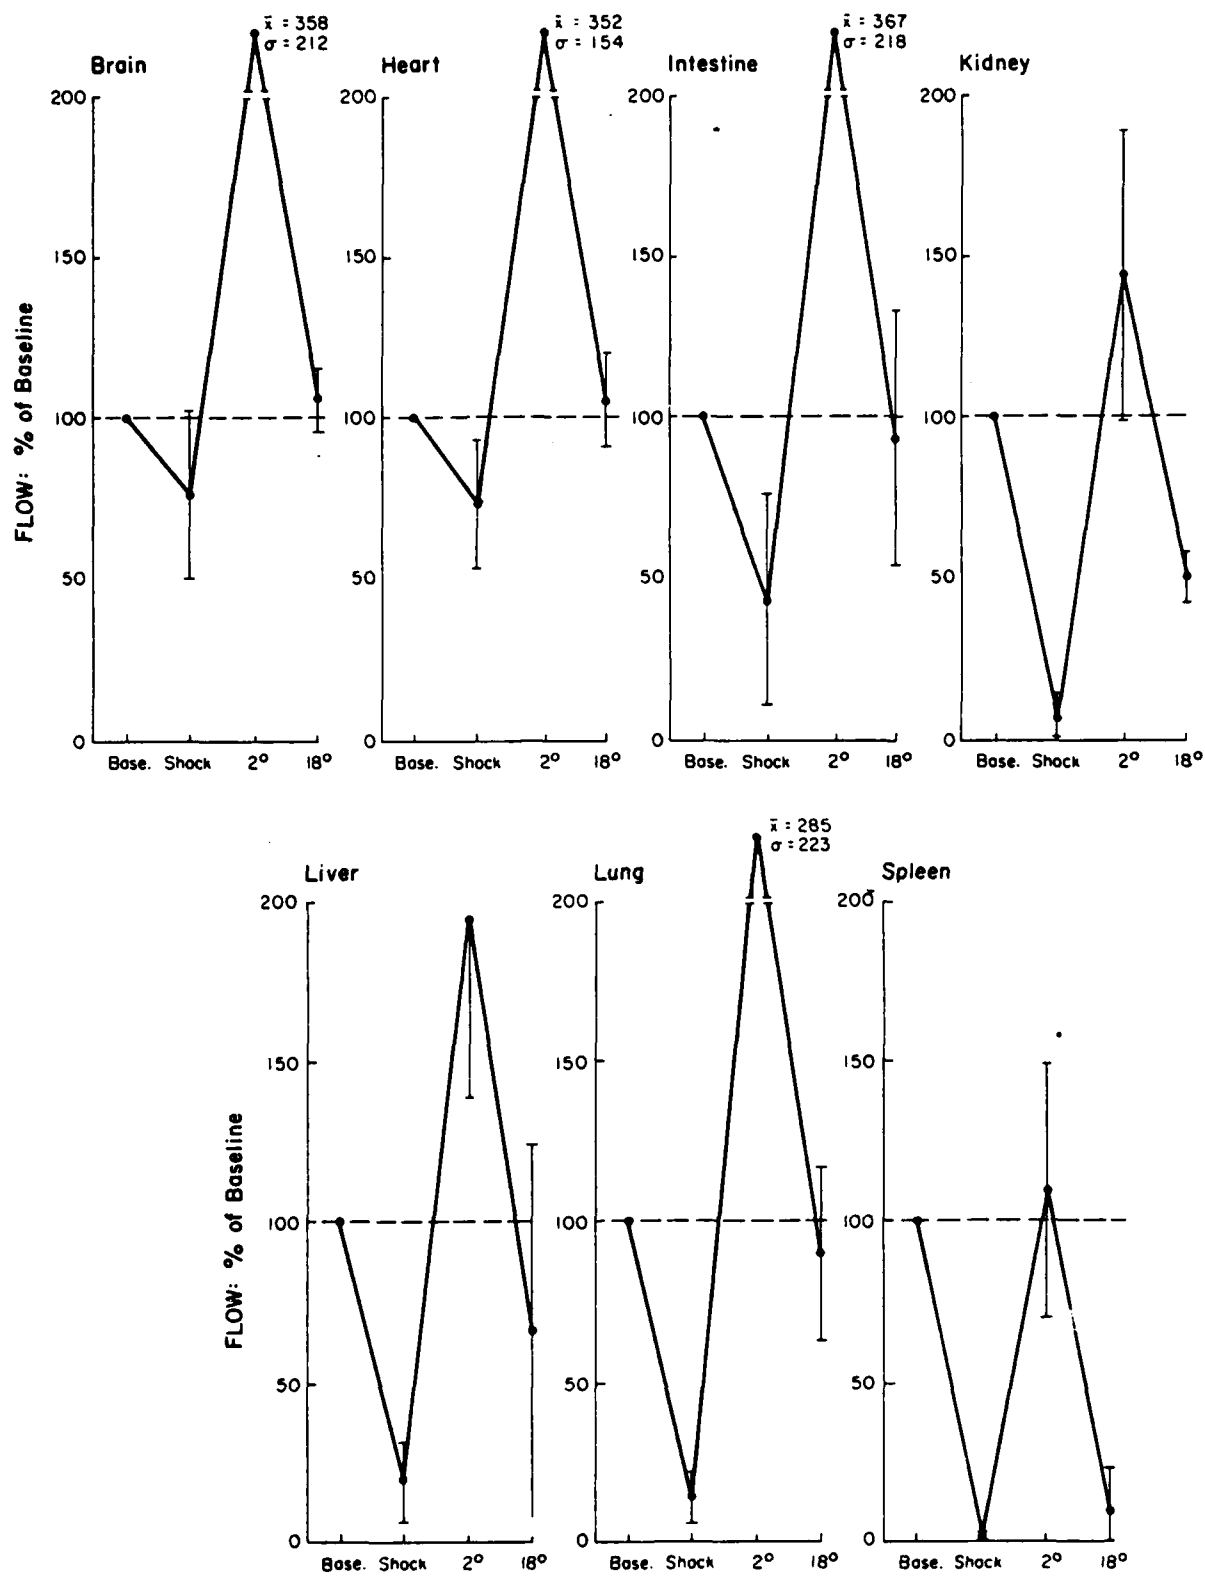 x̄ = 358
σ = 212
Brain
200
150
100
50
0
Base. Shock 2° 18°
x̄ = 352
σ = 154
Heart
200
150
100
50
0
Base. Shock 2° 18°
x̄ = 367
σ = 218
Intestine
200
150
100
50
0
Base. Shock 2° 18°
Kidney
200
150
100
50
0
Base. Shock 2° 18°
FLOW: % of Baseline
Liver
200
150
100
50
0
Base. Shock 2° 18°
x̄ = 285
σ = 223
Lung
200
150
100
50
0
Base. Shock 2° 18°
Spleen
200
150
100
50
0
Base. Shock 2° 18°
FLOW: % of Baseline